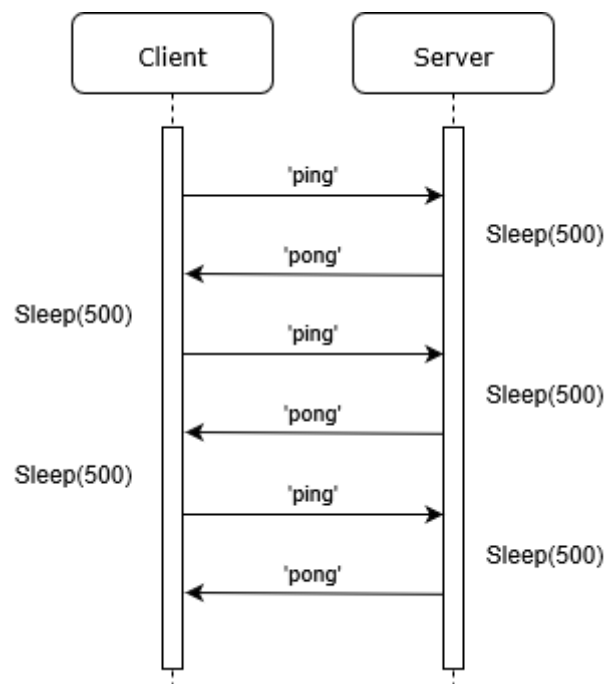 Client
Server
'ping'
Sleep(500)
'pong'
Sleep(500)
'ping'
Sleep(500)
'pong'
Sleep(500)
'ping'
Sleep(500)
'pong'